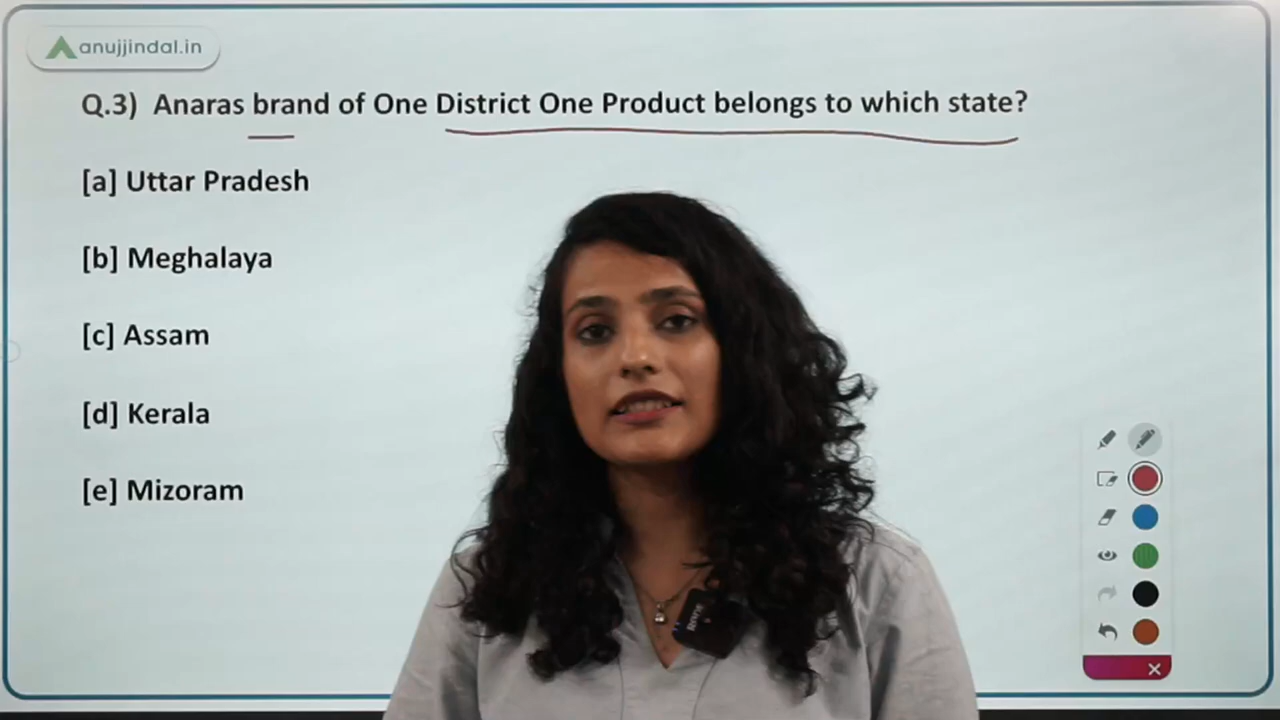 anujjindal.in
Q.3) Anaras brand of One District One Product belongs to which state?
[a] Uttar Pradesh
[b] Meghalaya
[c] Assam
[d] Kerala
[e] Mizoram